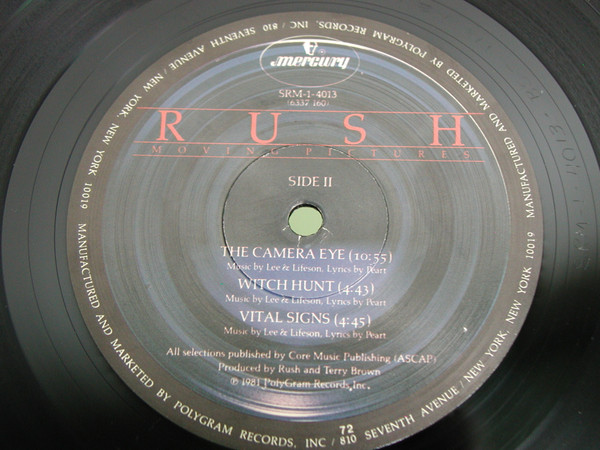 mercury
SRM-1-4013
(6337 160)
RUSH
MOVING PICTURES
SIDE II
THE CAMERA EYE (10:55)
Music by Lee & Lifeson, Lyrics by Peart
WITCH HUNT (4:43)
Music by Lee & Lifeson, Lyrics by Peart
VITAL SIGNS (4:45)
Music by Lee & Lifeson, Lyrics by Peart
All selections published by Core Music Publishing (ASCAP)
Produced by Rush and Terry Brown
℗ 1981 PolyGram Records, Inc.
72
MANUFACTURED AND MARKETED BY POLYGRAM RECORDS, INC / 810 SEVENTH AVENUE / NEW YORK, NEW YORK 10019
MANUFACTURED AND MARKETED BY POLYGRAM RECORDS, INC / 810 SEVENTH AVENUE / NEW YORK, NEW YORK 10019